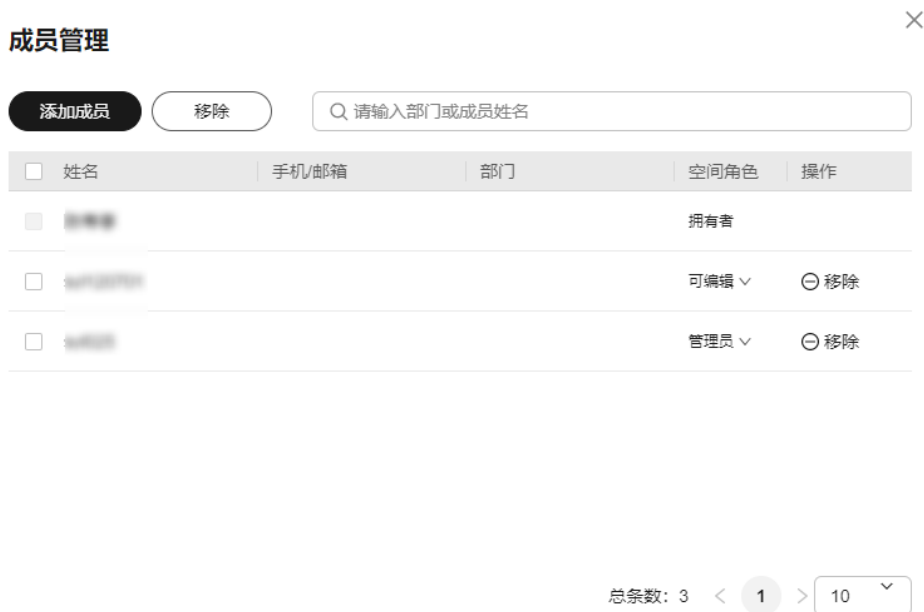 成员管理
添加成员 移除 请输入部门或成员姓名
姓名 手机/邮箱 部门 空间角色 操作
拥有者
可编辑 移除
管理员 移除
总条数：3 1 10